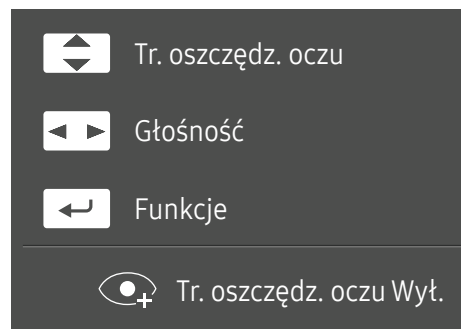 Tr. oszczędz. oczu
Głośność
Funkcje
Tr. oszczędz. oczu Wył.